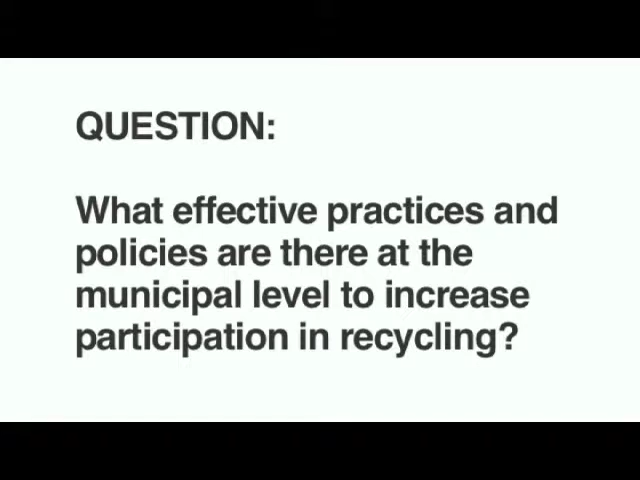 QUESTION:
What effective practices and
policies are there at the
municipal level to increase
participation in recycling?